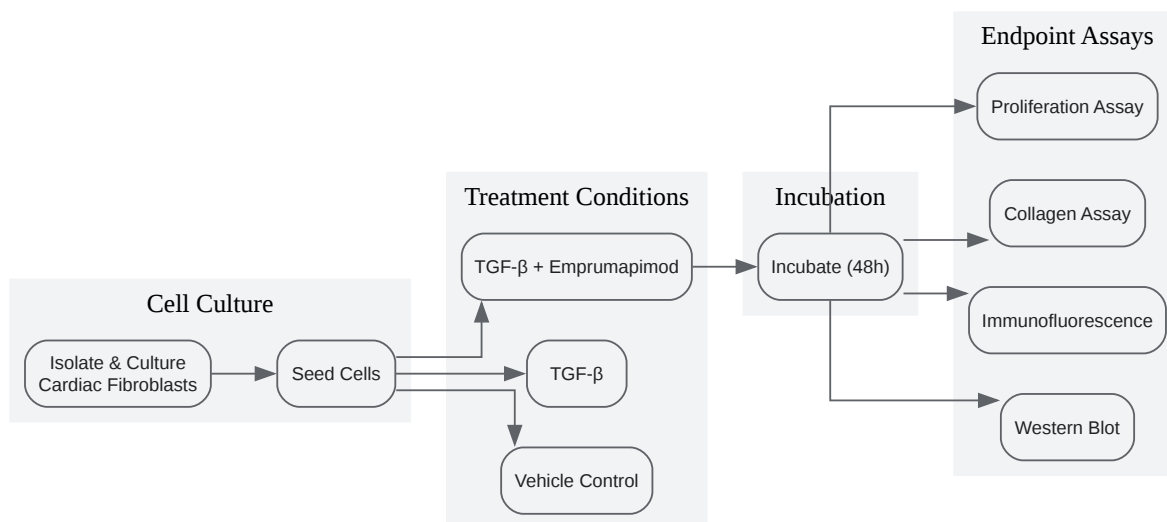 Cell Culture
Isolate & Culture
Cardiac Fibroblasts
Seed Cells
Treatment Conditions
TGF-β + Emprumapimod
TGF-β
Vehicle Control
Incubation
Incubate (48h)
Endpoint Assays
Proliferation Assay
Collagen Assay
Immunofluorescence
Western Blot